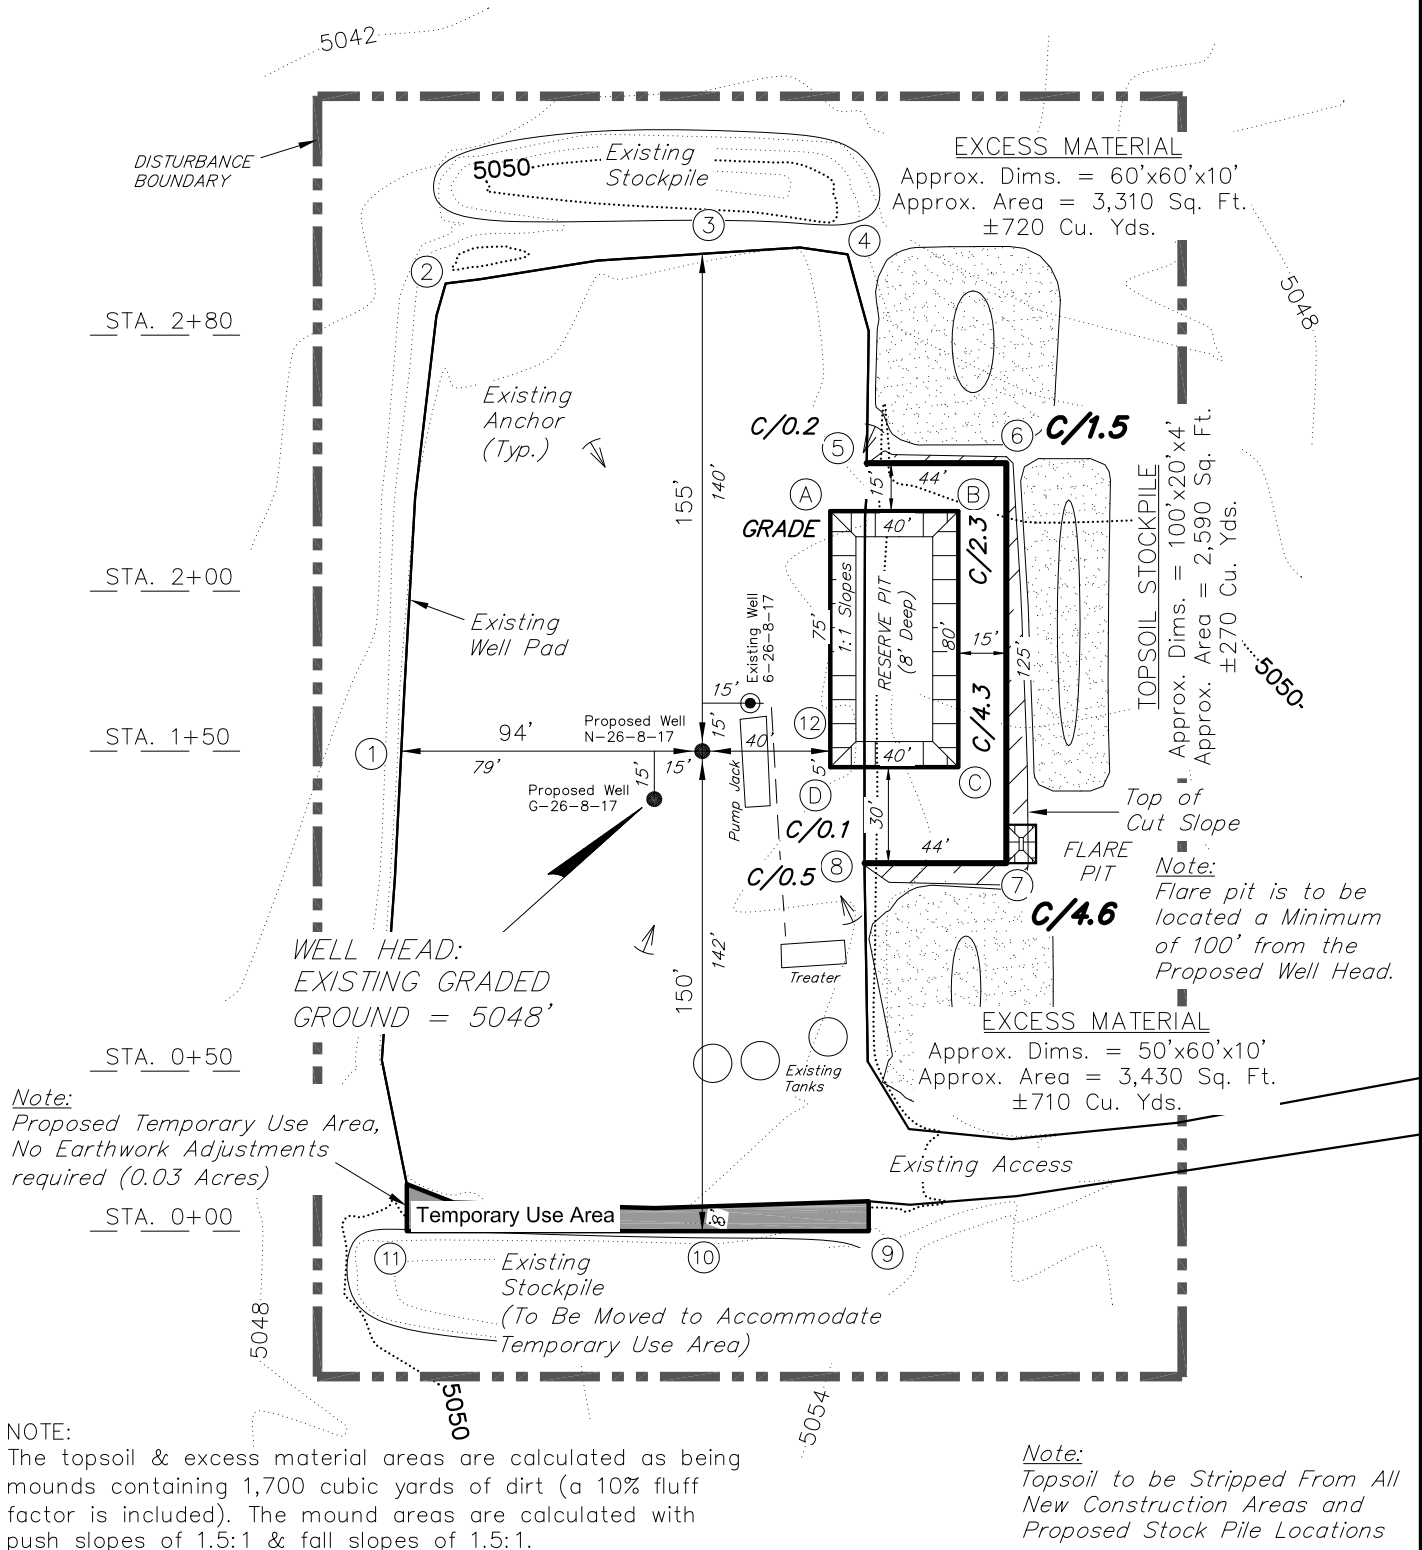 5042
DISTURBANCE
BOUNDARY
5050
Existing
Stockpile
EXCESS MATERIAL
Approx. Dims. = 60'x60'x10'
Approx. Area = 3,310 Sq. Ft.
±720 Cu. Yds.
3
4
2
5048
STA. 2+80
Existing
Anchor
(Typ.)
C/0.2
5
6
C/1.5
155'
140'
15'
44'
A
B
GRADE
40'
C/2.3
TOPSOIL STOCKPILE
Approx. Dims. = 100'x20'x4'
Approx. Area = 2,590 Sq. Ft.
±270 Cu. Yds.
STA. 2+00
Existing
Well Pad
Existing Well
6-26-8-17
75'
1:1 Slopes
RESERVE PIT
(8' Deep)
80'
15'
125'
5050
15'
15'
C/4.3
STA. 1+50
1
94'
79'
Proposed Well
N-26-8-17
15'
15'
40'
12
5'
40'
Proposed Well
G-26-8-17
Pump Jack
D
C
C/0.1
30'
44'
Top of
Cut Slope
C/0.5
8
7
FLARE
PIT
C/4.6
Note:
Flare pit is to be
located a Minimum
of 100' from the
Proposed Well Head.
WELL HEAD:
EXISTING GRADED
GROUND = 5048'
150'
142'
Treater
EXCESS MATERIAL
Approx. Dims. = 50'x60'x10'
Approx. Area = 3,430 Sq. Ft.
±710 Cu. Yds.
STA. 0+50
Existing
Tanks
Note:
Proposed Temporary Use Area,
No Earthwork Adjustments
required (0.03 Acres)
Existing Access
STA. 0+00
Temporary Use Area
8'
11
10
9
Existing
Stockpile
(To Be Moved to Accommodate
Temporary Use Area)
5048
5050
5054
NOTE:
The topsoil & excess material areas are calculated as being
mounds containing 1,700 cubic yards of dirt (a 10% fluff
factor is included). The mound areas are calculated with
push slopes of 1.5:1 & fall slopes of 1.5:1.
Note:
Topsoil to be Stripped From All
New Construction Areas and
Proposed Stock Pile Locations